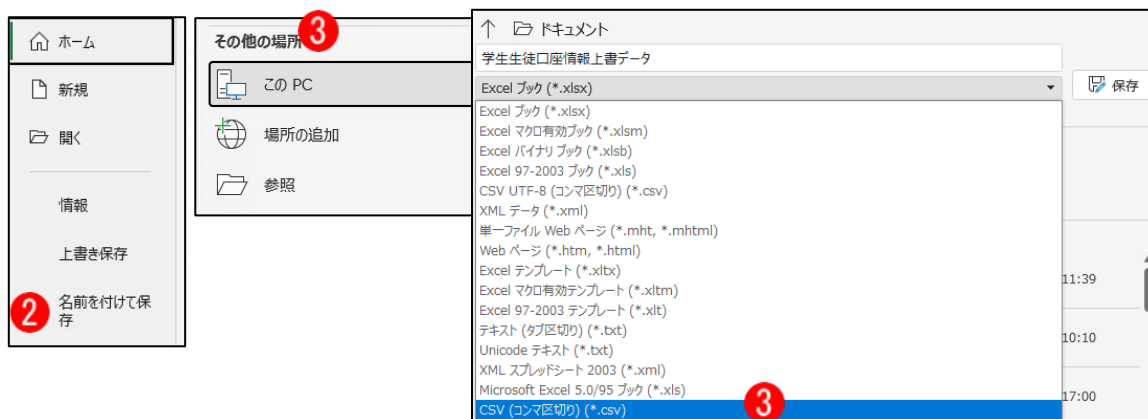 ホーム
新規
開く
情報
上書き保存
2
名前を付けて保
存
その他の場所
3
この PC
場所の追加
参照
ドキュメント
学生生徒口座情報上書データ
Excel ブック (*.xlsx)
保存
Excel ブック (*.xlsx)
Excel マクロ有効ブック (*.xlsm)
Excel バイナリ ブック (*.xlsb)
Excel 97-2003 ブック (*.xls)
CSV UTF-8 (コンマ区切り) (*.csv)
XML データ (*.xml)
単一ファイル Web ページ (*.mht, *.mhtml)
Web ページ (*.htm, *.html)
Excel テンプレート (*.xltx)
11:39
Excel マクロ有効テンプレート (*.xltm)
Excel 97-2003 テンプレート (*.xlt)
テキスト (タブ区切り) (*.txt)
10:10
Unicode テキスト (*.txt)
XML スプレッドシート 2003 (*.xml)
Microsoft Excel 5.0/95 ブック (*.xls)
17:00
CSV (コンマ区切り) (*.csv)
3